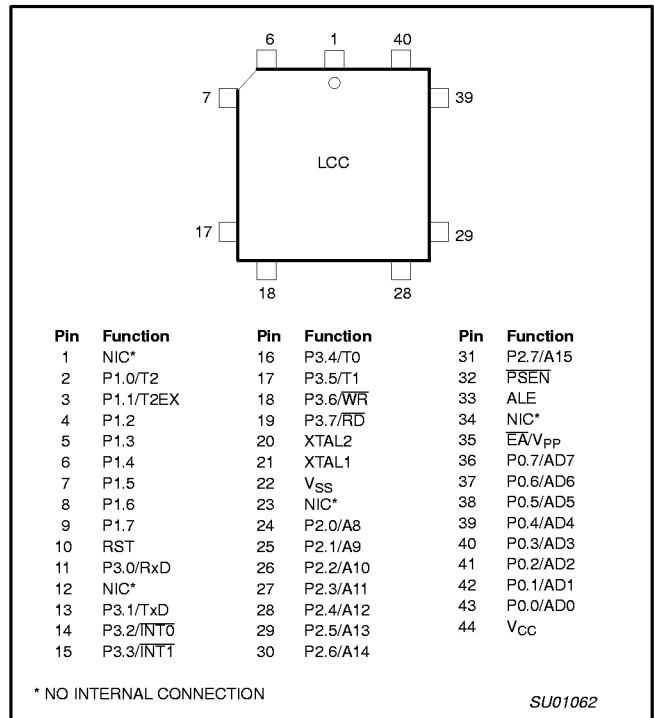 6 1 40
7 39
LCC
17 29
18 28
Pin Function Pin Function Pin Function
1 NIC* 16 P3.4/T0 31 P2.7/A15
2 P1.0/T2 17 P3.5/T1 32 PSEN
3 P1.1/T2EX 18 P3.6/WR 33 ALE
4 P1.2 19 P3.7/RD 34 NIC*
5 P1.3 20 XTAL2 35 EA/VPP
6 P1.4 21 XTAL1 36 P0.7/AD7
7 P1.5 22 VSS 37 P0.6/AD6
8 P1.6 23 NIC* 38 P0.5/AD5
9 P1.7 24 P2.0/A8 39 P0.4/AD4
10 RST 25 P2.1/A9 40 P0.3/AD3
11 P3.0/RxD 26 P2.2/A10 41 P0.2/AD2
12 NIC* 27 P2.3/A11 42 P0.1/AD1
13 P3.1/TxD 28 P2.4/A12 43 P0.0/AD0
14 P3.2/INT0 29 P2.5/A13 44 VCC
15 P3.3/INT1 30 P2.6/A14
* NO INTERNAL CONNECTION
SU01062